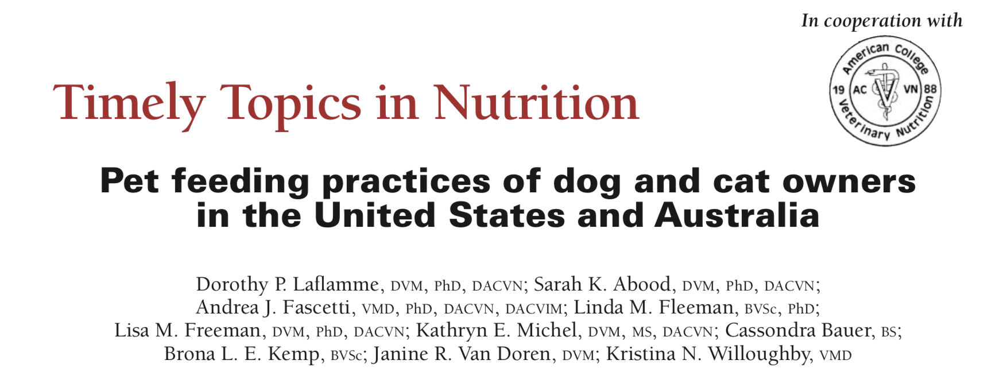 In cooperation with
American College
19 AC V VN 88
Veterinary Nutrition
Timely Topics in Nutrition
Pet feeding practices of dog and cat owners
in the United States and Australia
Dorothy P. Laflamme, DVM, PhD, DACVN; Sarah K. Abood, DVM, PhD, DACVN;
Andrea J. Fascetti, VMD, PhD, DACVN, DACVIM; Linda M. Fleeman, BVSc, PhD;
Lisa M. Freeman, DVM, PhD, DACVN; Kathryn E. Michel, DVM, MS, DACVN; Cassondra Bauer, BS;
Brona L. E. Kemp, BVSc; Janine R. Van Doren, DVM; Kristina N. Willoughby, VMD